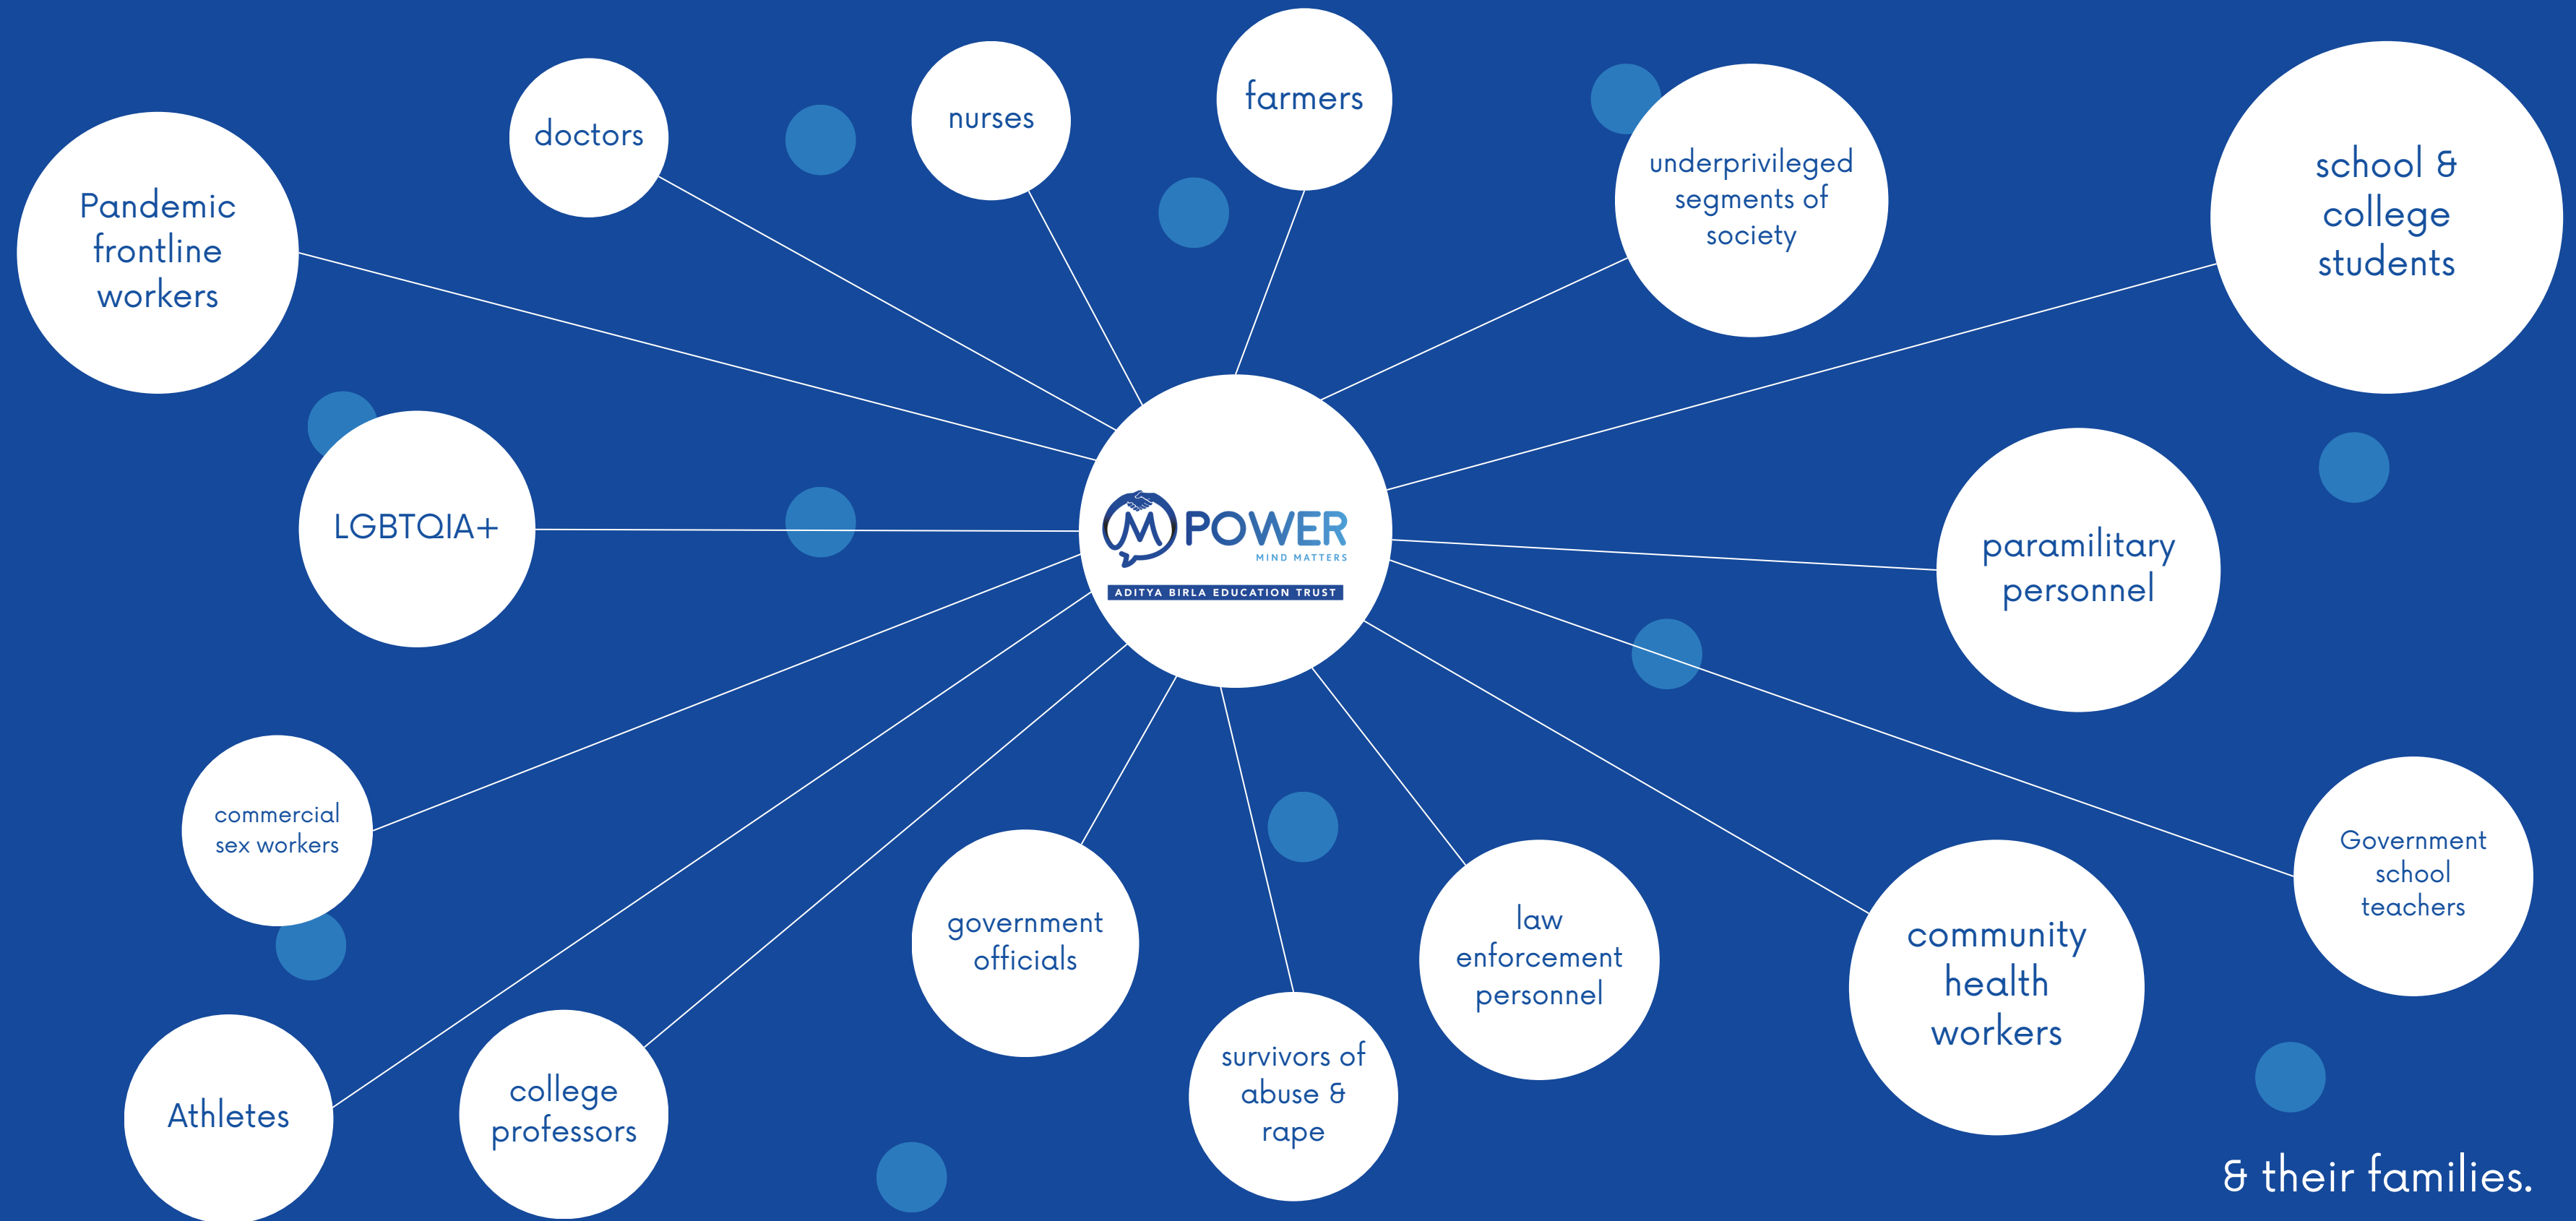 farmers
nurses
doctors
underprivileged
segments of
society
school &
college
students
Pandemic
frontline
workers
LGBTQIA+
M POWER
MIND MATTERS
ADITYA BIRLA EDUCATION TRUST
paramilitary
personnel
commercial
sex workers
Government
school
teachers
government
officials
law
enforcement
personnel
community
health
workers
survivors of
abuse &
rape
college
professors
Athletes
& their families.